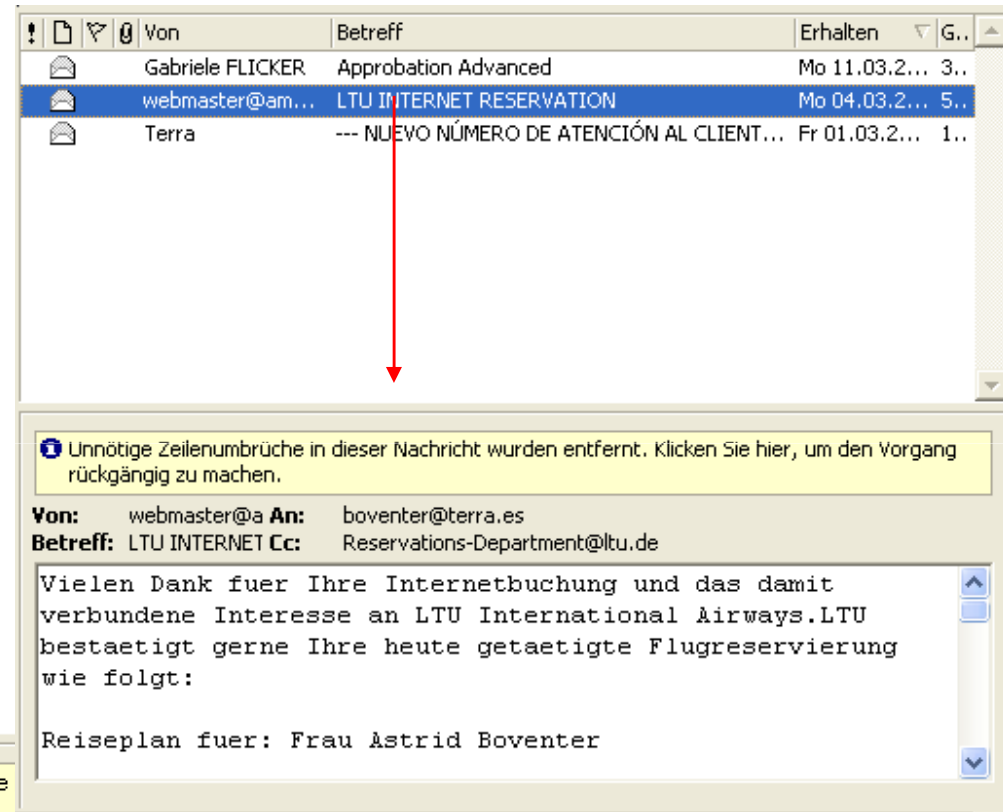 ! Von Betreff Erhalten G..
Gabriele FLICKER Approbation Advanced Mo 11.03.2... 3..
webmaster@am... LTU INTERNET RESERVATION Mo 04.03.2... 5..
Terra --- NUEVO NÚMERO DE ATENCIÓN AL CLIENT... Fr 01.03.2... 1..
Unnötige Zeilenumbrüche in dieser Nachricht wurden entfernt. Klicken Sie hier, um den Vorgang
rückgängig zu machen.
Von: webmaster@a An: boventer@terra.es
Betreff: LTU INTERNET Cc: Reservations-Department@ltu.de
Vielen Dank fuer Ihre Internetbuchung und das damit
verbundene Interesse an LTU International Airways.LTU
bestaetigt gerne Ihre heute getaetigte Flugreservierung
wie folgt:
Reiseplan fuer: Frau Astrid Boventer
e